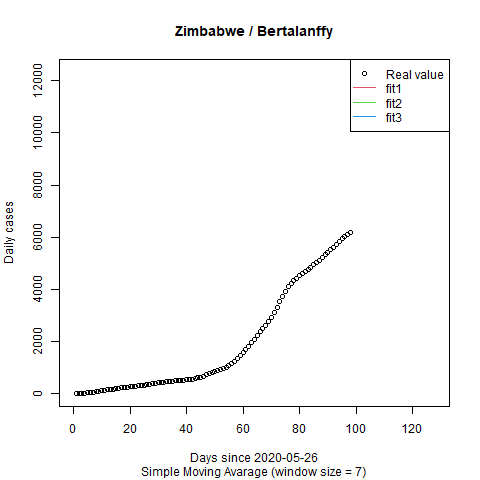 Zimbabwe / Bertalanffy
Real value
fit1
fit2
fit3
Daily cases
12000
10000
8000
6000
4000
2000
0
0 20 40 60 80 100 120
Days since 2020-05-26
Simple Moving Avarage (window size = 7)